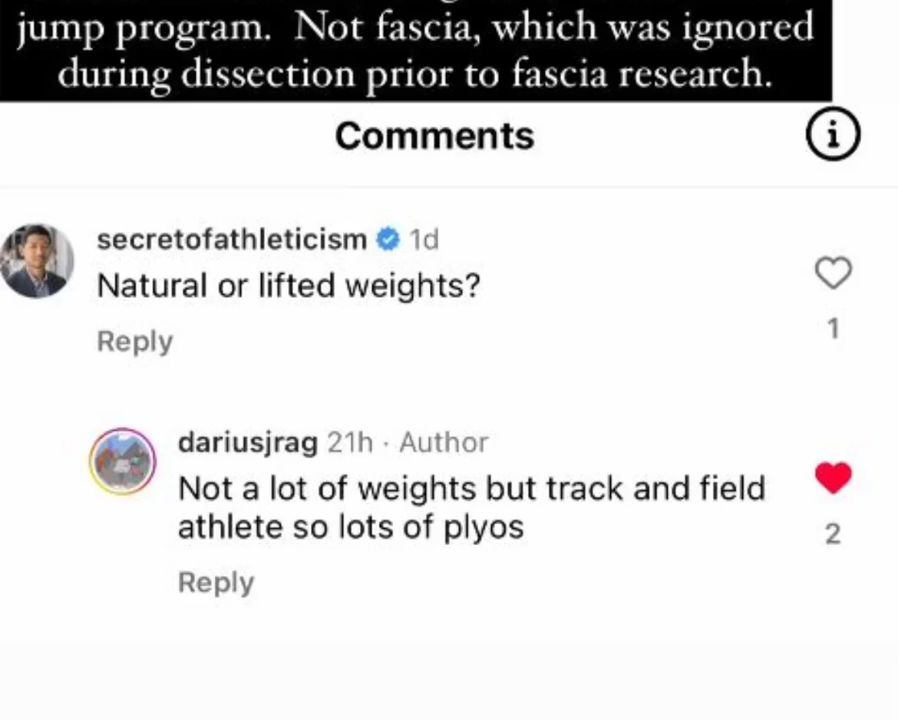 jump program. Not fascia, which was ignored
during dissection prior to fascia research.
Comments
secretofathleticism 1d
Natural or lifted weights?
1
Reply
dariusjrag 21h · Author
Not a lot of weights but track and field
athlete so lots of plyos
2
Reply